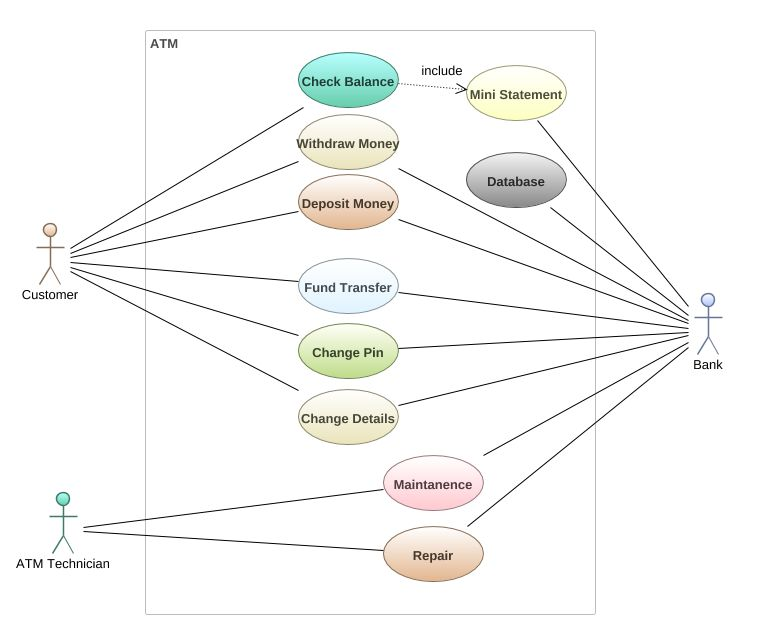 ATM
Check Balance
include
Mini Statement
Withdraw Money
Database
Deposit Money
Customer
Fund Transfer
Bank
Change Pin
Change Details
Maintanence
ATM Technician
Repair